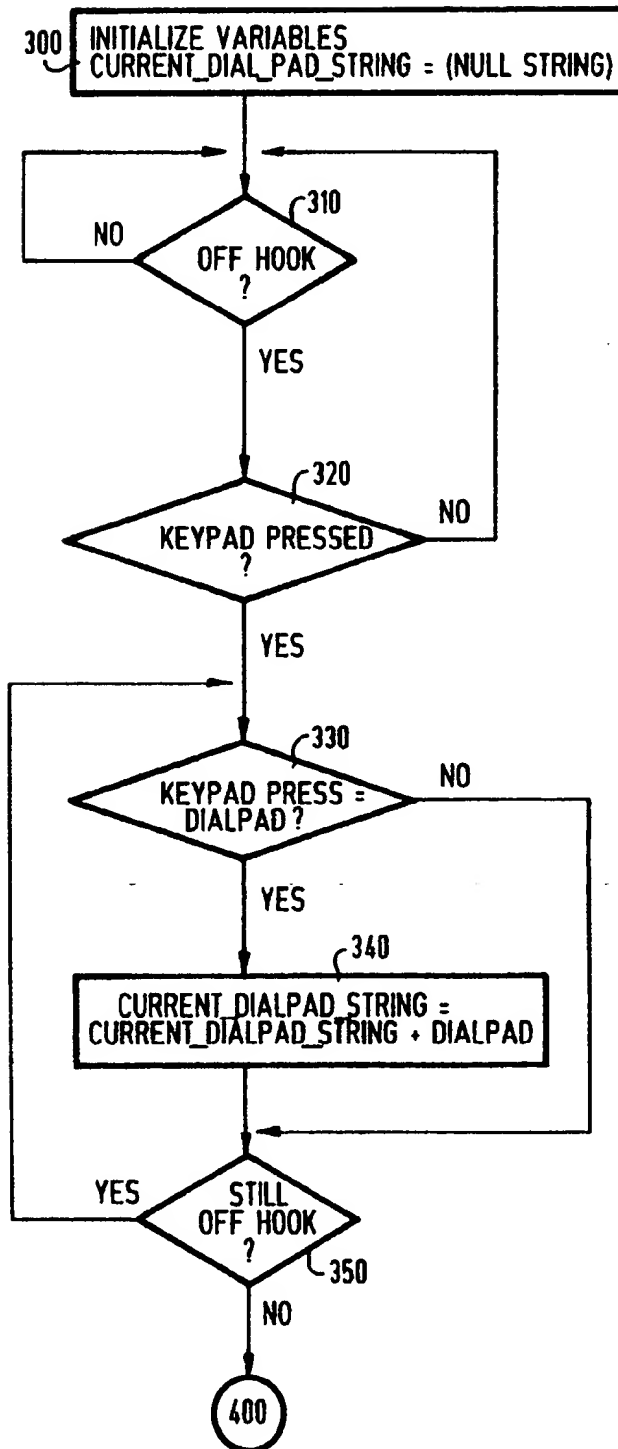 300
INITIALIZE VARIABLES
CURRENT_DIAL_PAD_STRING = (NULL STRING)
310
NO
OFF HOOK
?
YES
320
NO
KEYPAD PRESSED
?
YES
330
NO
KEYPAD PRESS =
DIALPAD?
YES
340
CURRENT_DIALPAD_STRING =
CURRENT_DIALPAD_STRING + DIALPAD
YES
STILL
OFF HOOK
?
350
NO
400